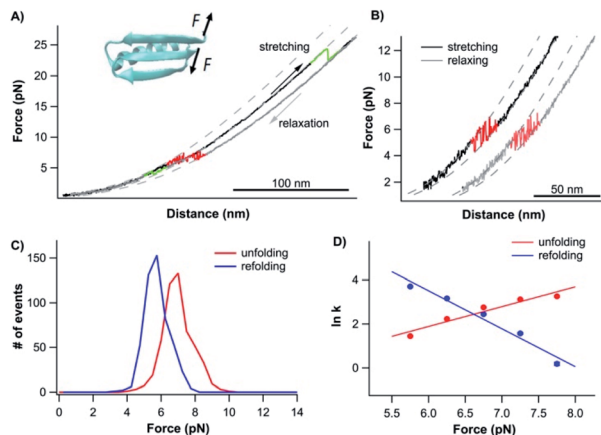 A)
F
F
Force (pN)
25
20
15
10
5
stretching
relaxation
100 nm
Distance (nm)
B)
stretching
relaxing
Force (pN)
12
10
8
6
4
2
50 nm
Distance (nm)
C)
unfolding
refolding
# of events
150
100
50
0
0 2 4 6 8 10 12 14
Force (pN)
D)
unfolding
refolding
ln k
4
2
0
5.5 6.0 6.5 7.0 7.5 8.0
Force (pN)